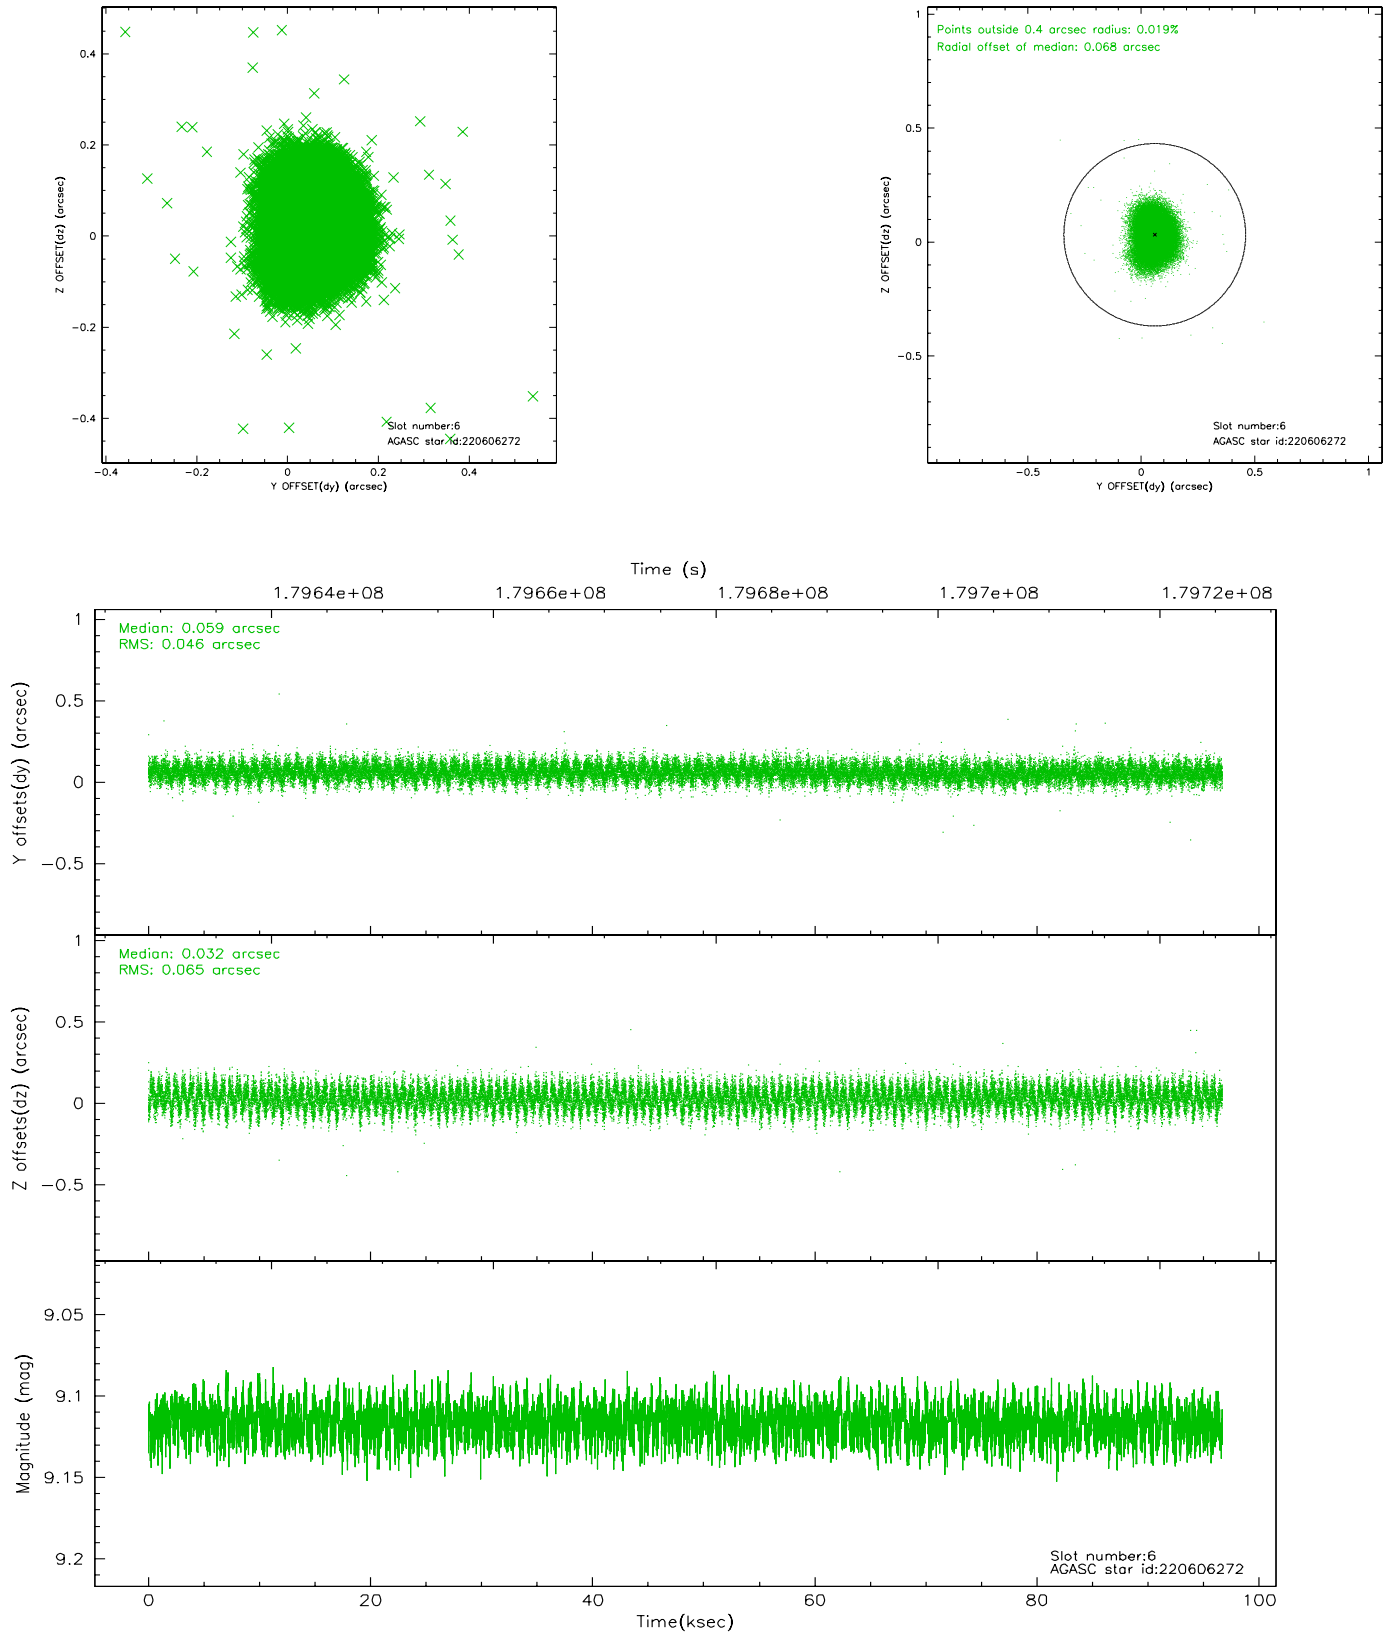 0.4
0.2
0
−0.2
−0.4
Z OFFSET(dz) (arcsec)
Slot number:6
AGASC star id:220606272
−0.4
−0.2
0
0.2
0.4
Y OFFSET(dy) (arcsec)
Points outside 0.4 arcsec radius: 0.019%
Radial offset of median: 0.068 arcsec
1
0.5
0
−0.5
Z OFFSET(dz) (arcsec)
Slot number:6
AGASC star id:220606272
−0.5
0
0.5
1
Y OFFSET(dy) (arcsec)
Time (s)
1.7964e+08
1.7966e+08
1.7968e+08
1.797e+08
1.7972e+08
Median: 0.059 arcsec
RMS: 0.046 arcsec
1
0.5
0
−0.5
Y offsets(dy) (arcsec)
Median: 0.032 arcsec
RMS: 0.065 arcsec
1
0.5
0
−0.5
Z offsets(dz) (arcsec)
9.05
9.1
9.15
9.2
Magnitude (mag)
Slot number:6
AGASC star id:220606272
0
20
40
60
80
100
Time(ksec)